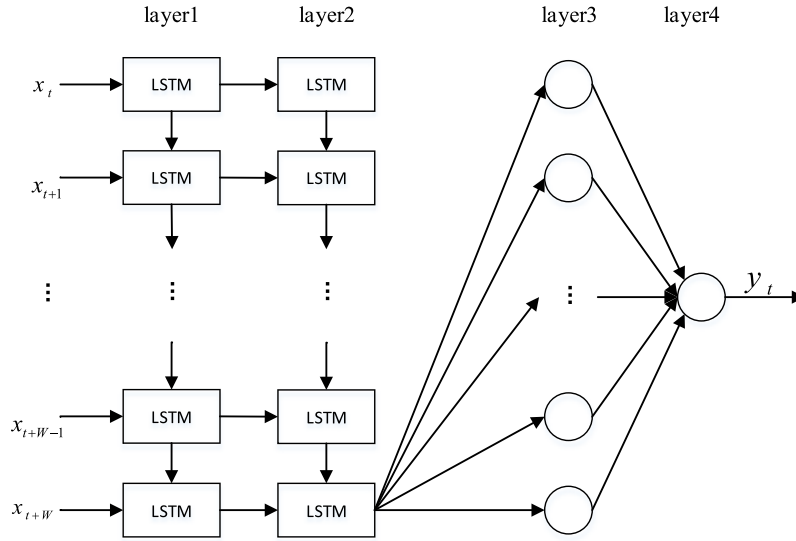 layer1 layer2 layer3 layer4
x_t LSTM LSTM
x_{t+1} LSTM LSTM
⋮ ⋮ ⋮ ⋮
y_t
x_{t+W-1} LSTM LSTM
x_{t+W} LSTM LSTM